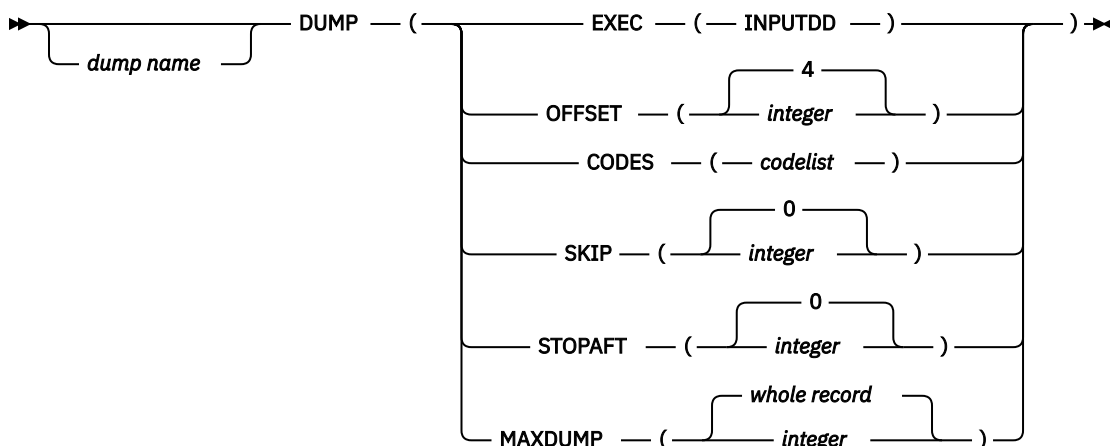 DUMP ( EXEC ( INPUTDD ) )
dump name
4
OFFSET ( integer )
CODES ( codelist )
0
SKIP ( integer )
0
STOPAFT ( integer )
whole record
MAXDUMP ( integer )